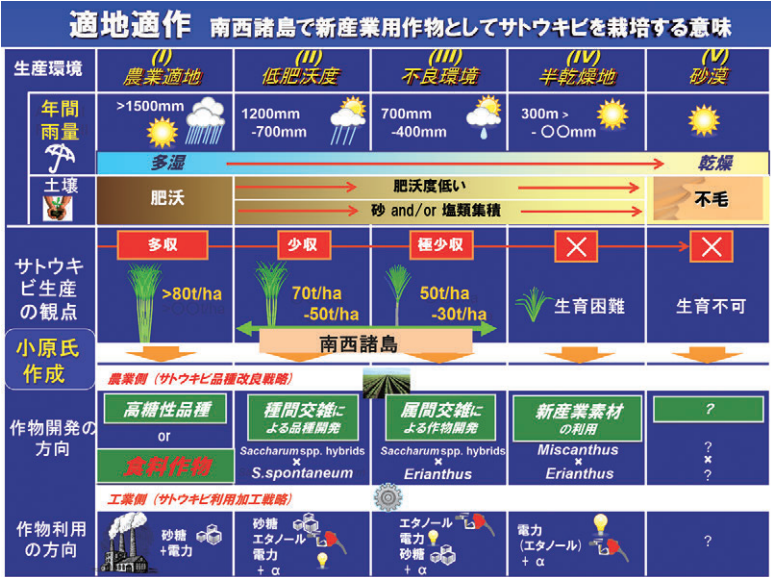 適地適作 南西諸島で新産業用作物としてサトウキビを栽培する意味
生産環境
(I)
農業適地
(II)
低肥沃度
(III)
不良環境
(IV)
半乾燥地
(V)
砂漠
年間
雨量
>1500mm
1200mm
-700mm
700mm
-400mm
300m >
- 〇〇mm
多湿
乾燥
土壌
肥沃
肥沃度低い
砂 and/or 塩類集積
不毛
サトウキ
ビ生産
の観点
多収
少収
極少収
×
×
>80t/ha
70t/ha
-50t/ha
50t/ha
-30t/ha
生育困難
生育不可
南西諸島
小原氏
作成
農業側 (サトウキビ品種改良戦略)
作物開発の
方向
高糖性品種
or
食料作物
種間交雑に
よる品種開発
Saccharum spp. hybrids
×
S.spontaneum
属間交雑に
よる作物開発
Saccharum spp. hybrids
×
Erianthus
新産業素材
の利用
Miscanthus
×
Erianthus
?
?
×
?
工業側 (サトウキビ利用加工戦略)
作物利用
の方向
砂糖
+電力
砂糖
エタノール
電力
+ α
エタノール
電力
砂糖
+ α
電力
(エタノール)
+ α
?